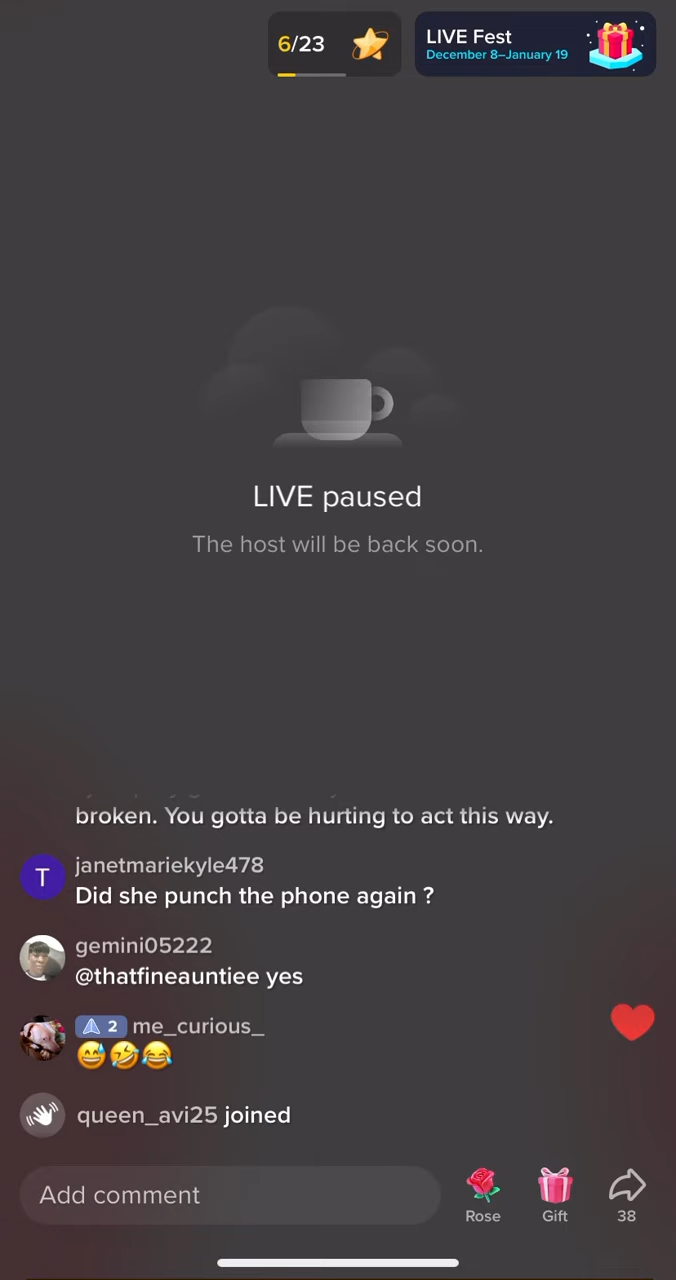 6/23
LIVE Fest
December 8–January 19
LIVE paused
The host will be back soon.
broken. You gotta be hurting to act this way.
T
janetmariekyle478
Did she punch the phone again ?
gemini05222
@thatfineauntiee yes
2 me_curious_
😅🤣😂
queen_avi25 joined
Add comment
Rose
Gift
38